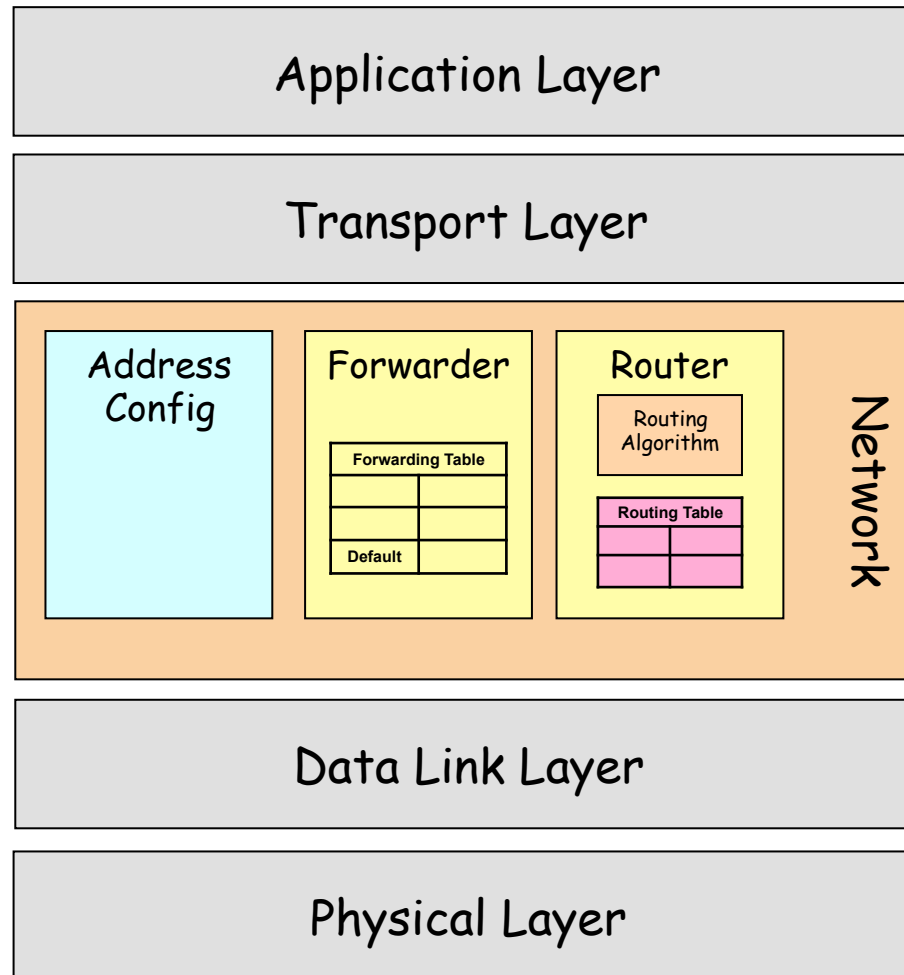 Application Layer
Transport Layer
Address
Config
Forwarder
Forwarding Table
Default
Router
Routing
Algorithm
Routing Table
Network
Data Link Layer
Physical Layer